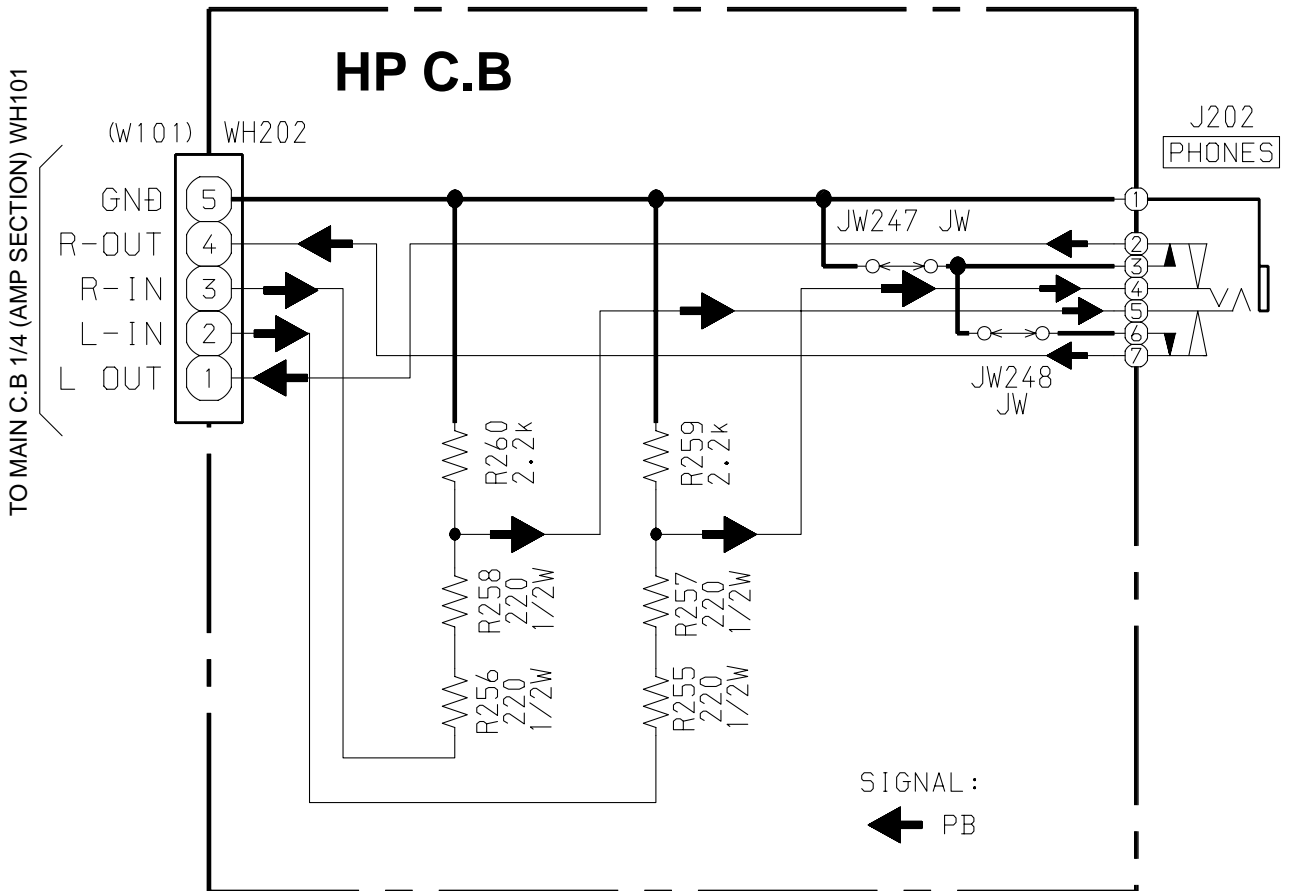 HP C.B
TO MAIN C.B 1/4 (AMP SECTION) WH101
(W101) WH202
J202
PHONES
GND 5
R-OUT 4
R-IN 3
L-IN 2
L OUT 1
JW247 JW
1
2
3
4
5
6
7
JW248
JW
R260
2.2k
R259
2.2k
R258
220
1/2W
R257
220
1/2W
R256
220
1/2W
R255
220
1/2W
SIGNAL:
PB